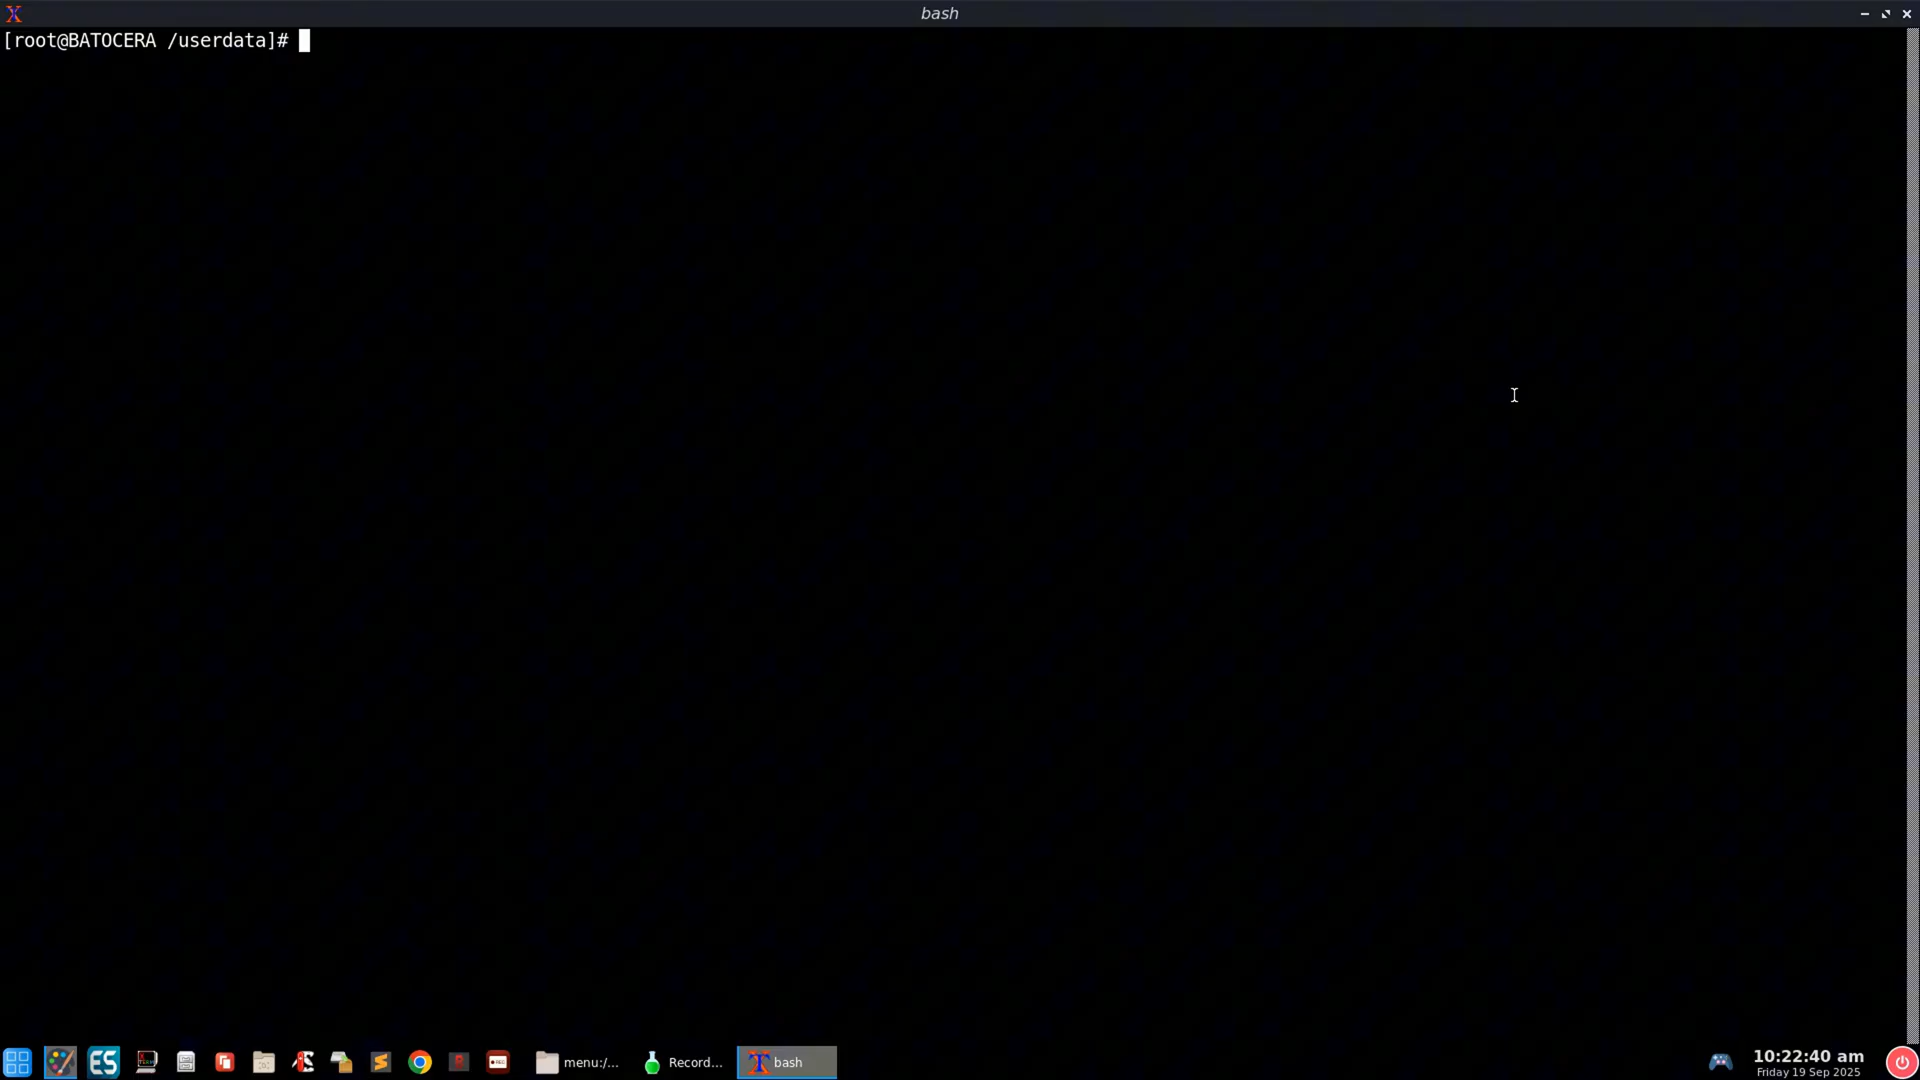 bash
[root@BATOCERA /userdata]#
ES
menu:/...
Record...
bash
10:22:40 am
Friday 19 Sep 2025